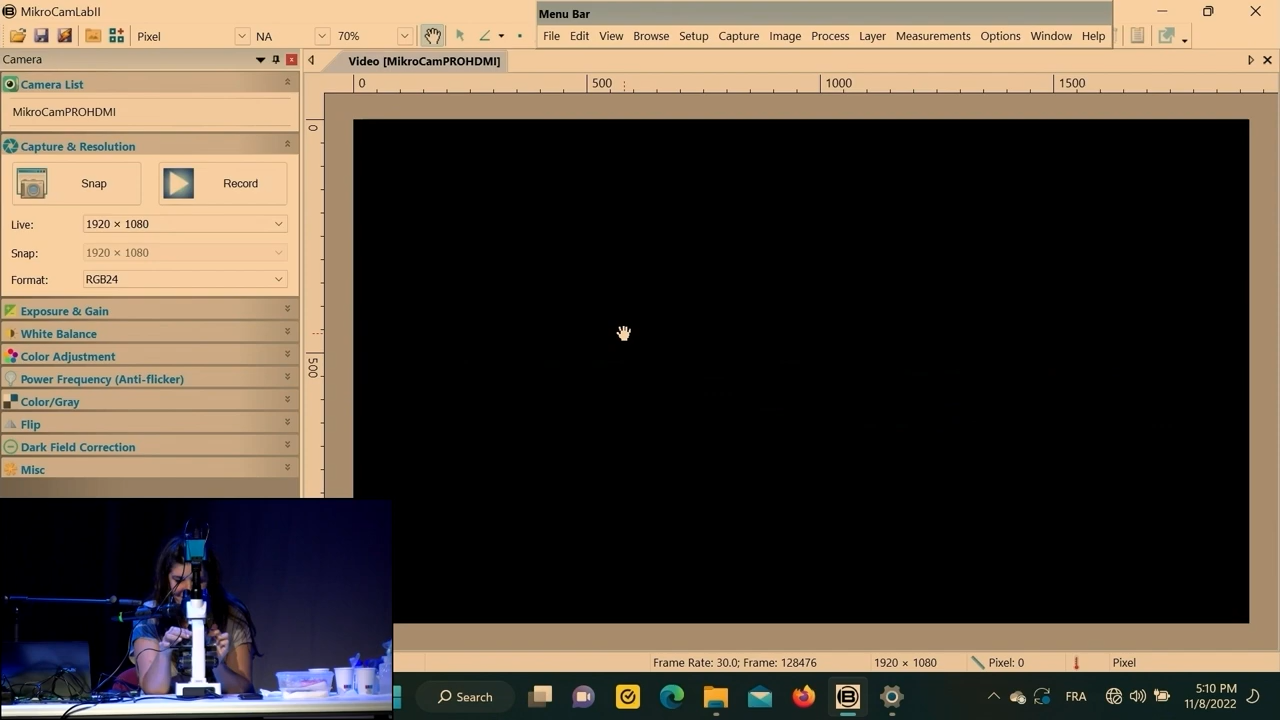 MikroCamLabII
Menu Bar
Pixel
NA
70%
File Edit View Browse Setup Capture Image Process Layer Measurements Options Window Help
Camera
Video [MikroCamPROHDMI]
Camera List
0 500 1000 1500
MikroCamPROHDMI
0
Capture & Resolution
Snap Record
Live: 1920 × 1080
Snap: 1920 × 1080
Format: RGB24
Exposure & Gain
White Balance
500
Color Adjustment
Power Frequency (Anti-flicker)
Color/Gray
Flip
Dark Field Correction
Misc
Frame Rate: 30.0; Frame: 128476 1920 × 1080 Pixel: 0 Pixel
Search
FRA
5:10 PM
11/8/2022